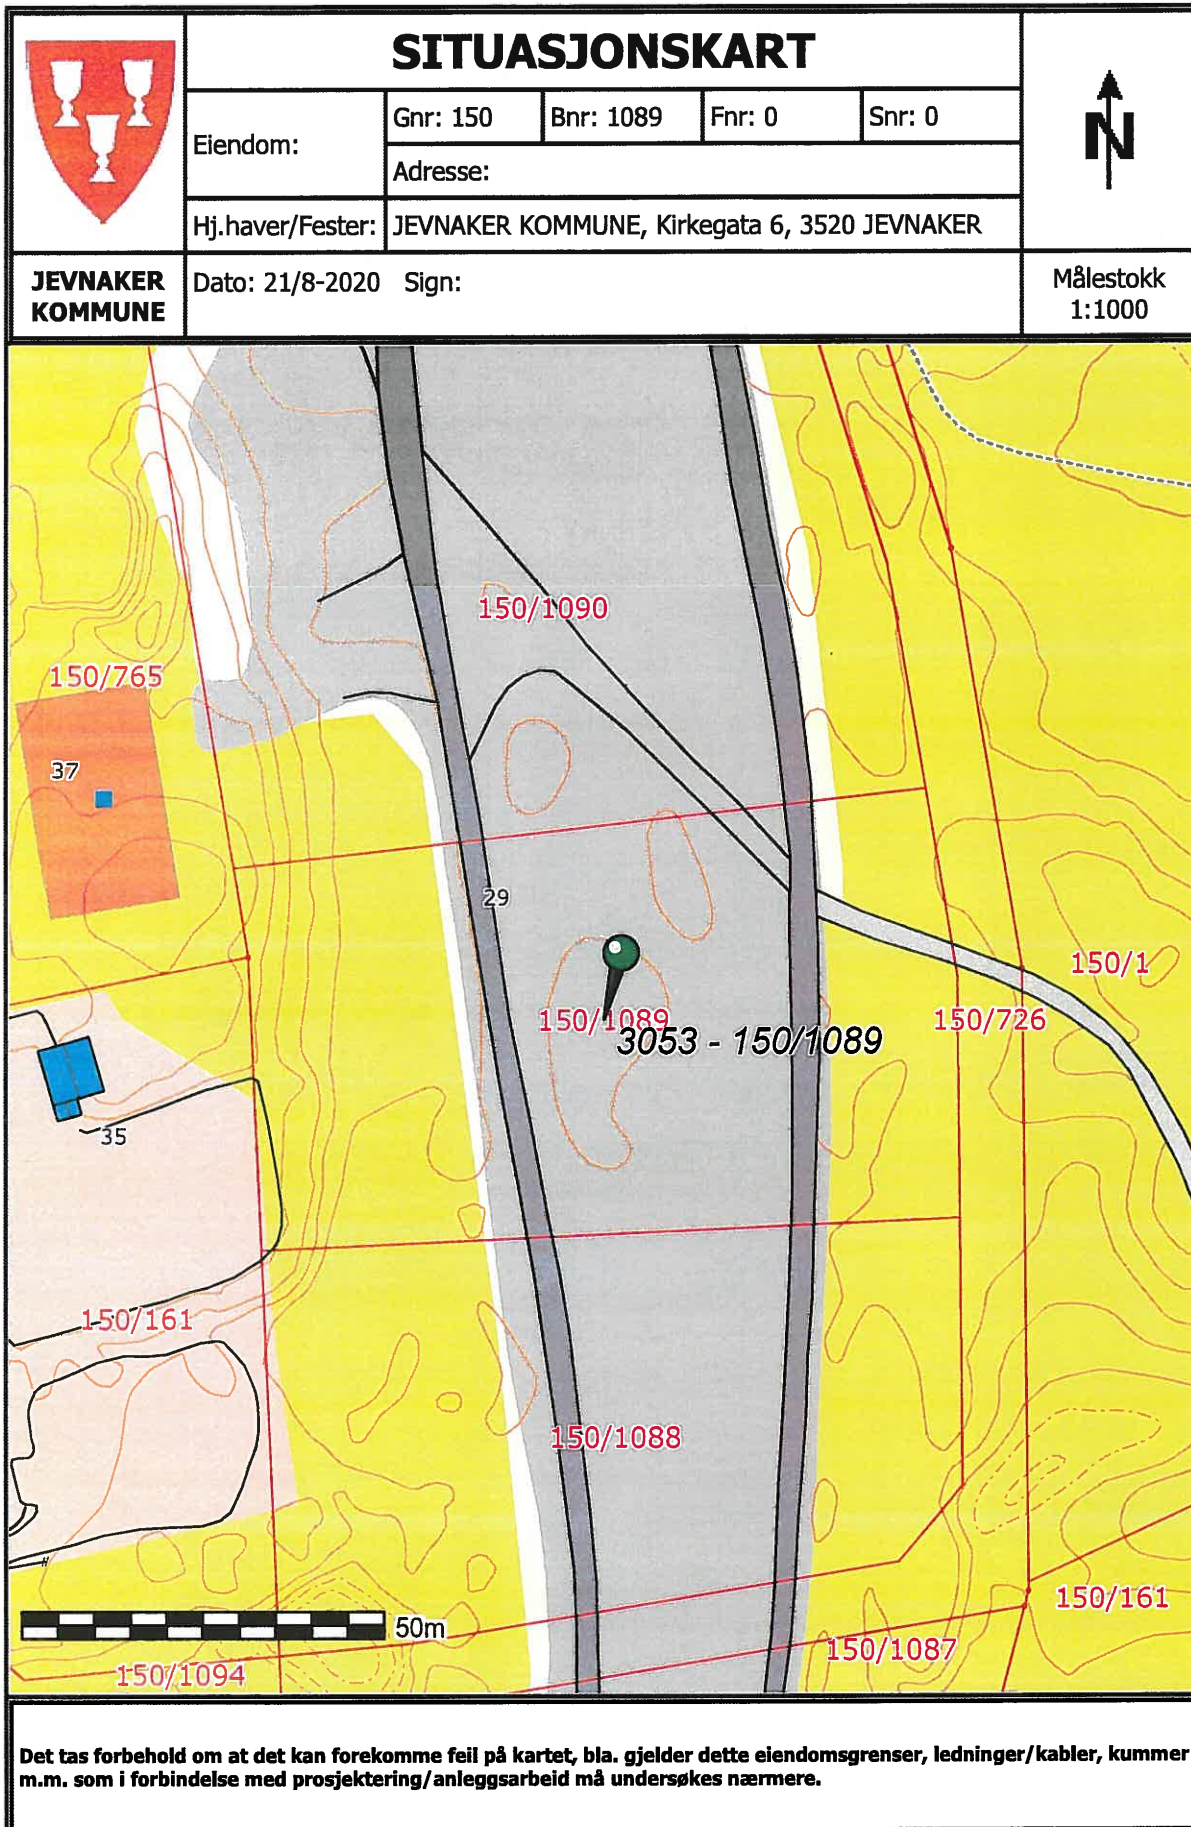 SITUASJONSKART
Eiendom:
Gnr: 150
Bnr: 1089
Fnr: 0
Snr: 0
Adresse:
Hj.haver/Fester:
JEVNAKER KOMMUNE, Kirkegata 6, 3520 JEVNAKER
N
JEVNAKER
KOMMUNE
Dato: 21/8-2020 Sign:
Målestokk
1:1000
150/1090
150/765
37
29
150/1
150/1089
150/726
3053 - 150/1089
35
150/161
150/1088
150/161
50m
150/1087
150/1094
Det tas forbehold om at det kan forekomme feil på kartet, bla. gjelder dette eiendomsgrenser, ledninger/kabler, kummer
m.m. som i forbindelse med prosjektering/anleggsarbeid må undersøkes nærmere.